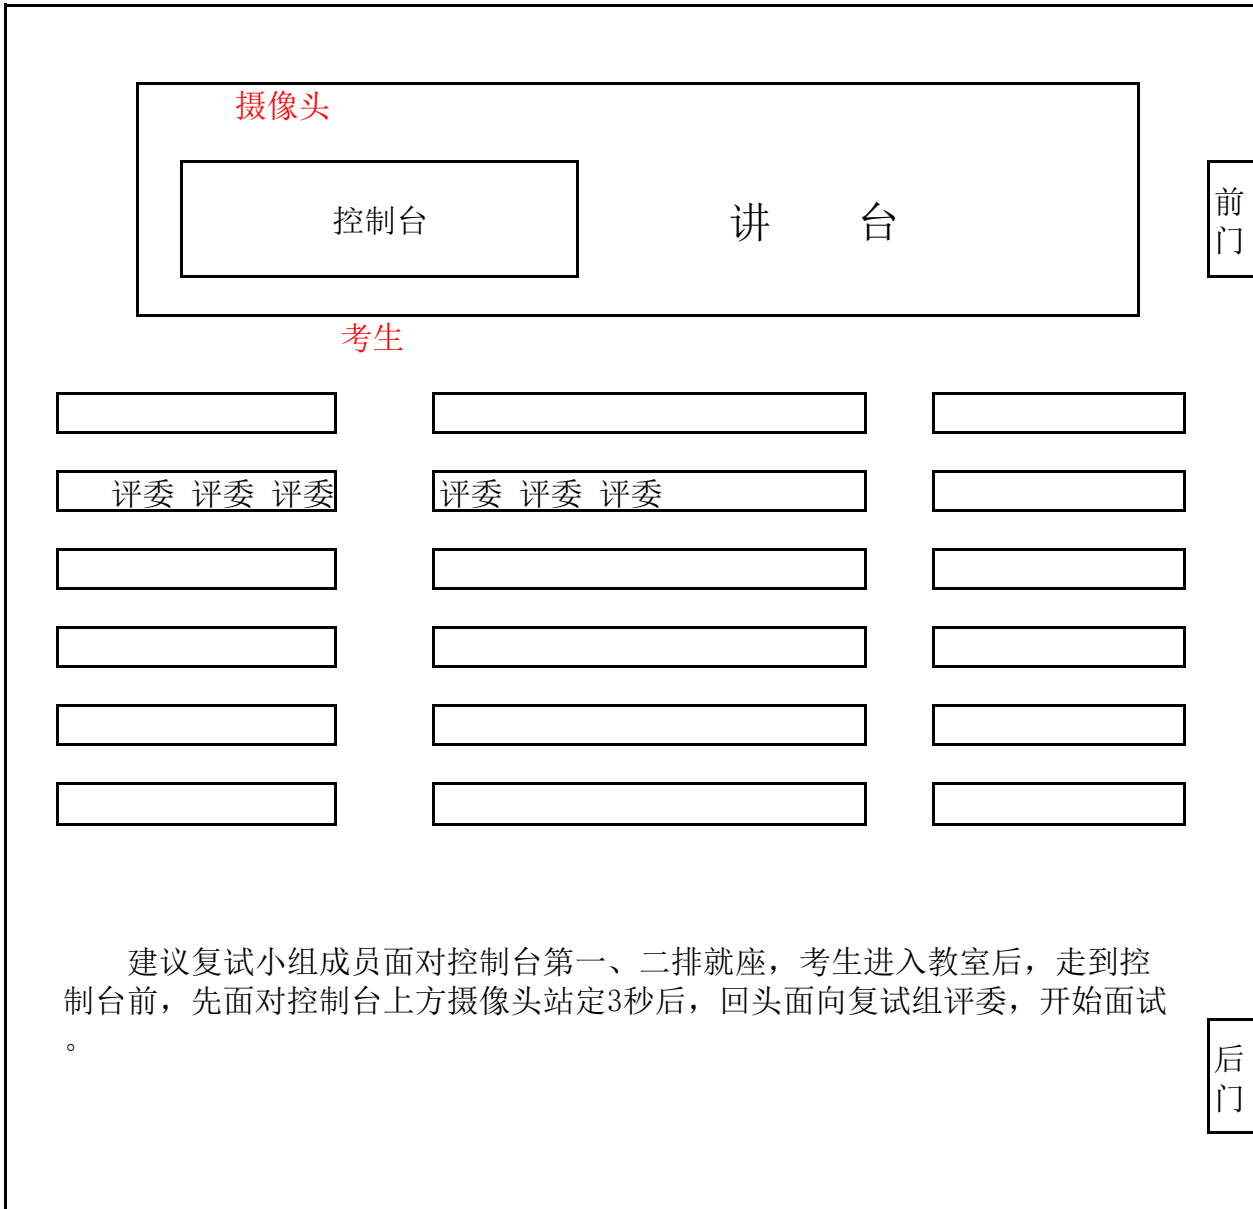 摄像头
控制台
讲 台
前
门
考生
评委 评委 评委 评委 评委 评委
建议复试小组成员面对控制台第一、二排就座，考生进入教室后，走到控
制台前，先面对控制台上方摄像头站定3秒后，回头面向复试组评委，开始面试
。
后
门